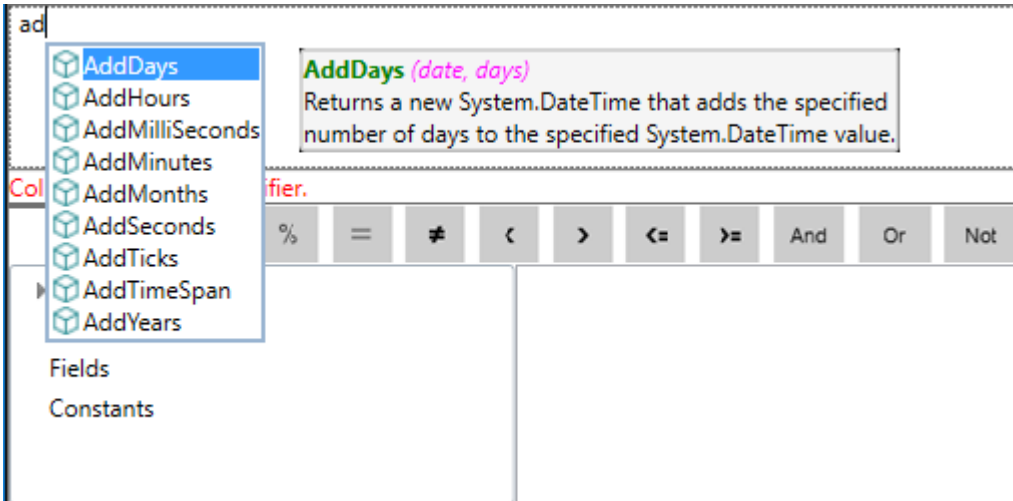 ad
AddDays
AddHours
AddMilliSeconds
AddMinutes
AddMonths
AddSeconds
AddTicks
AddTimeSpan
AddYears
AddDays (date, days)
Returns a new System.DateTime that adds the specified
number of days to the specified System.DateTime value.
Col ifier.
% = ≠ < > <= >= And Or Not
Fields
Constants